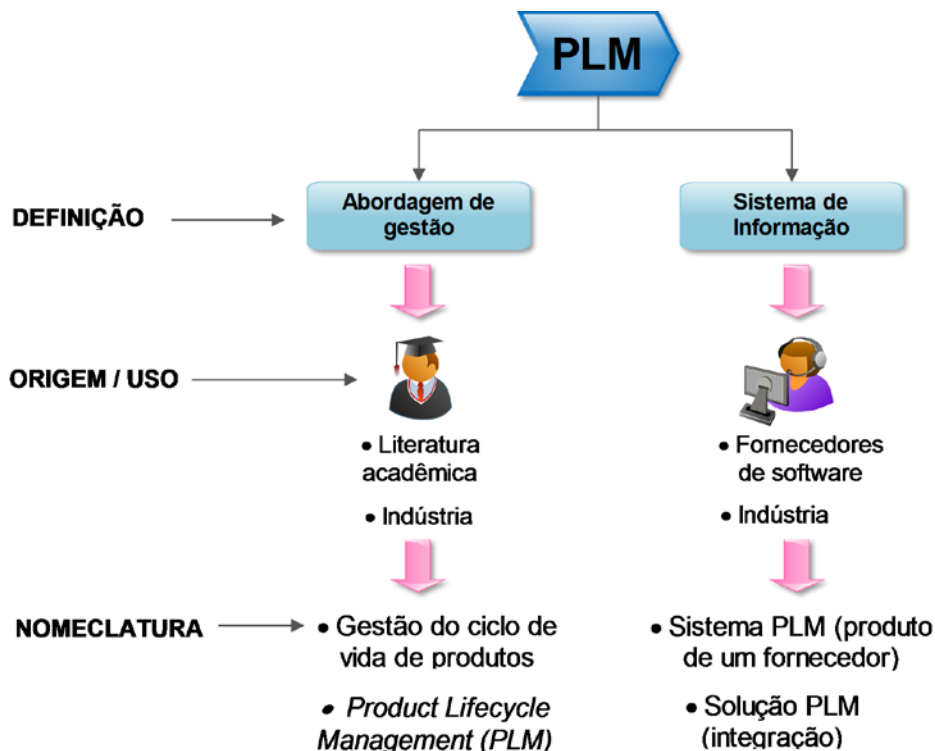 PLM
DEFINIÇÃO
Abordagem de
gestão
Sistema de
Informação
ORIGEM / USO
• Literatura
acadêmica
• Indústria
• Fornecedores
de software
• Indústria
NOMECLATURA
• Gestão do ciclo de
vida de produtos
• Product Lifecycle
Management (PLM)
• Sistema PLM (produto
de um fornecedor)
• Solução PLM
(integração)